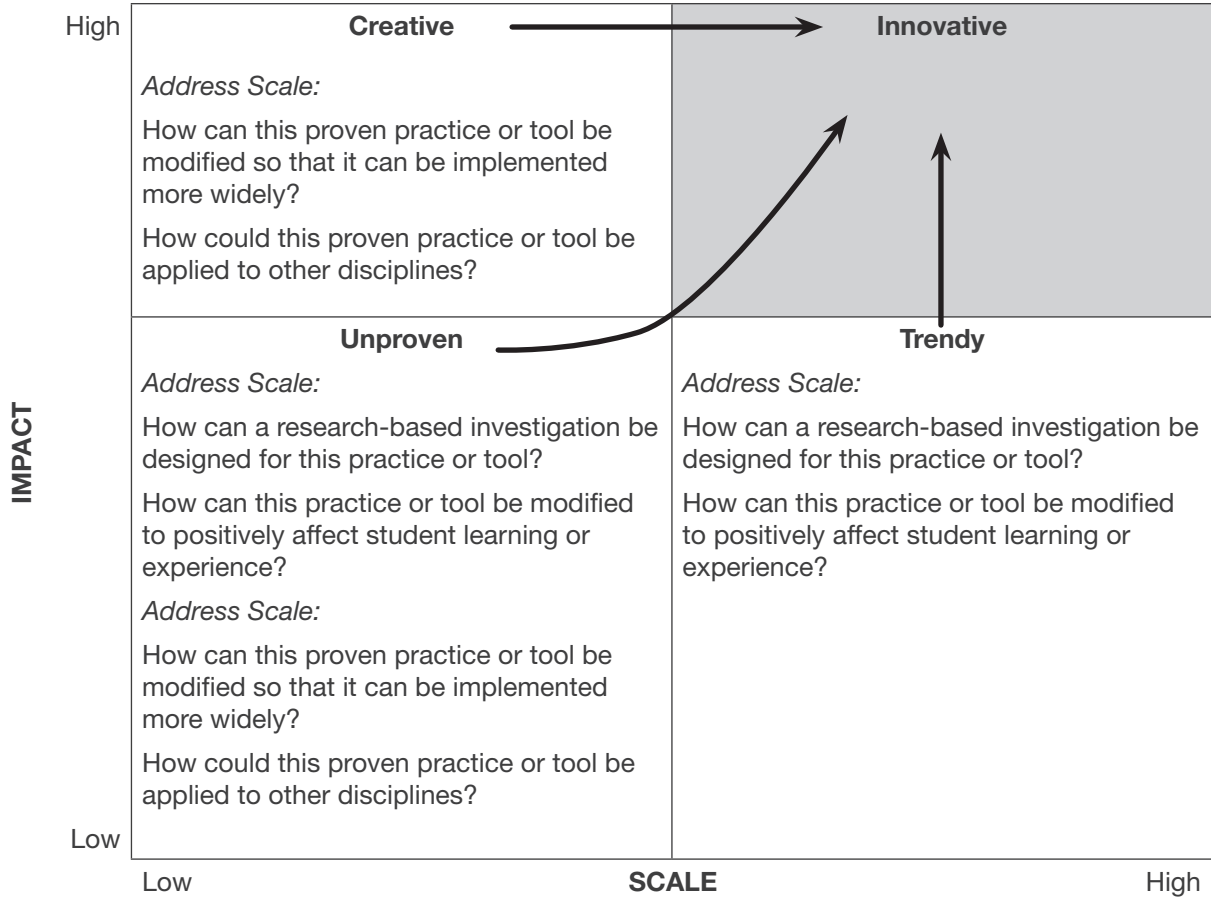 High
Creative
Innovative
Address Scale:
How can this proven practice or tool be
modified so that it can be implemented
more widely?
How could this proven practice or tool be
applied to other disciplines?
Unproven
Address Scale:
How can a research-based investigation be
designed for this practice or tool?
How can this practice or tool be modified
to positively affect student learning or
experience?
Address Scale:
How can this proven practice or tool be
modified so that it can be implemented
more widely?
How could this proven practice or tool be
applied to other disciplines?
Trendy
Address Scale:
How can a research-based investigation be
designed for this practice or tool?
How can this practice or tool be modified
to positively affect student learning or
experience?
IMPACT
Low
Low
SCALE
High